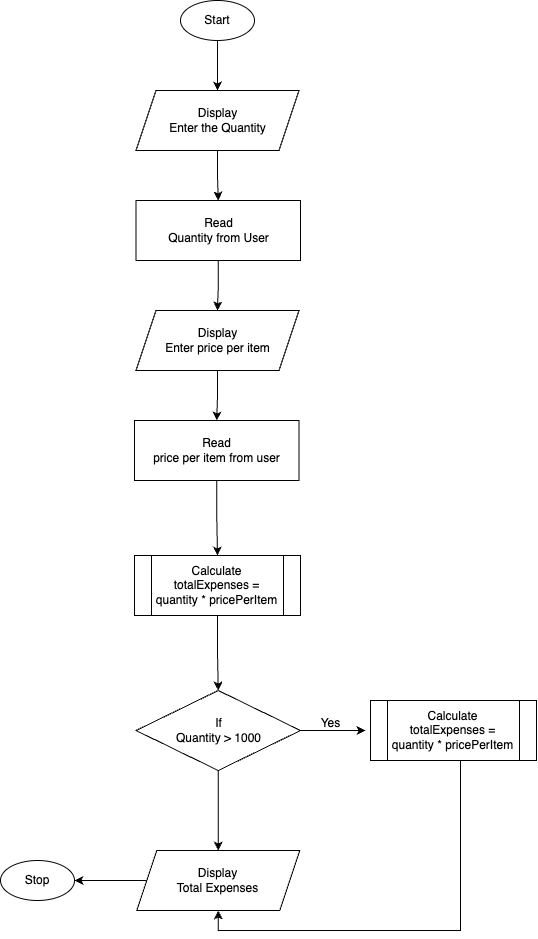 Start
Display
Enter the Quantity
Read
Quantity from User
Display
Enter price per item
Read
price per item from user
Calculate
totalExpenses =
quantity * pricePerItem
If
Quantity > 1000
Yes
Calculate
totalExpenses =
quantity * pricePerItem
Display
Total Expenses
Stop